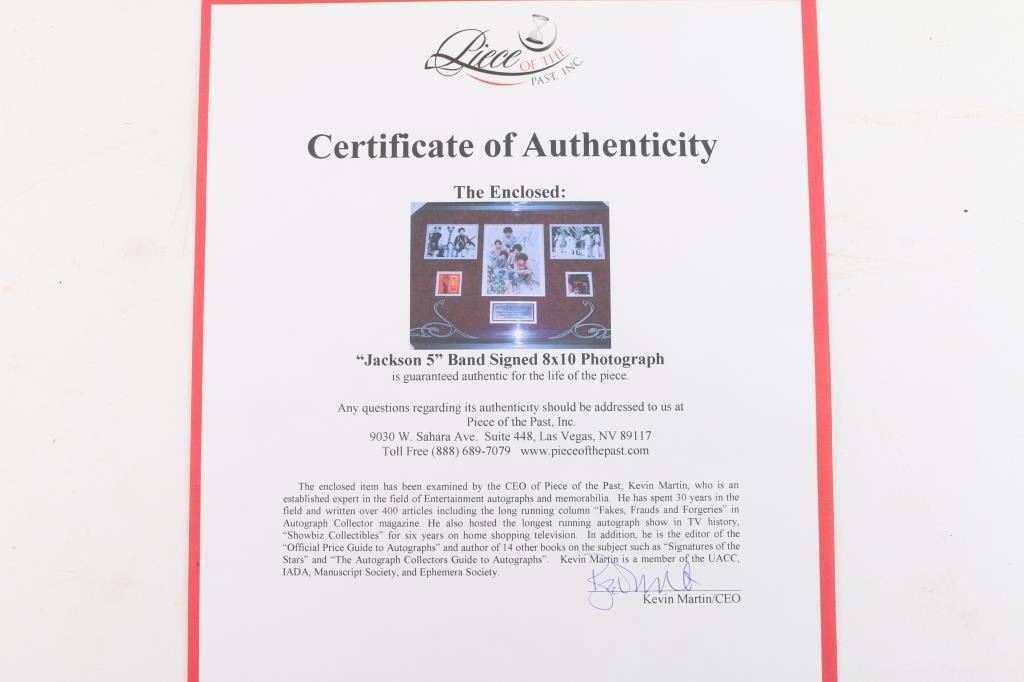 Piece
OF THE
PAST, INC.
Certificate of Authenticity
The Enclosed:
“Jackson 5” Band Signed 8x10 Photograph
is guaranteed authentic for the life of the piece.
Any questions regarding its authenticity should be addressed to us at
Piece of the Past, Inc.
9030 W. Sahara Ave.  Suite 448, Las Vegas, NV 89117
Toll Free (888) 689-7079   www.pieceofthepast.com
The enclosed item has been examined by the CEO of Piece of the Past; Kevin Martin, who is an
established expert in the field of Entertainment autographs and memorabilia.  He has spent 30 years in the
field and written over 400 articles including the long running column “Fakes, Frauds and Forgeries” in
Autograph Collector magazine. He also hosted the longest running autograph show in TV history,
“Showbiz Collectibles” for six years on home shopping television.  In addition, he is the editor of the
“Official Price Guide to Autographs” and author of 14 other books on the subject such as “Signatures of the
Stars” and “The Autograph Collectors Guide to Autographs”.   Kevin Martin is a member of the UACC,
IADA, Manuscript Society, and Ephemera Society.
Kevin Martin/CEO